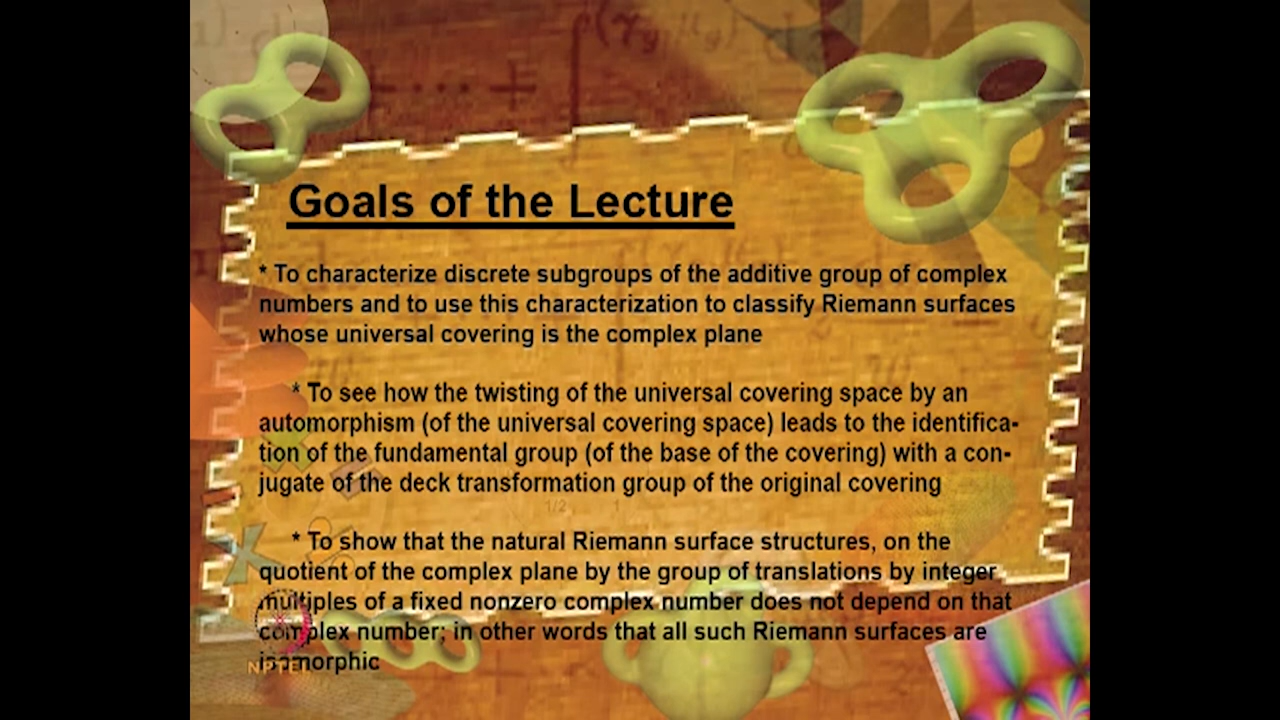 Goals of the Lecture
* To characterize discrete subgroups of the additive group of complex
numbers and to use this characterization to classify Riemann surfaces
whose universal covering is the complex plane
* To see how the twisting of the universal covering space by an
automorphism (of the universal covering space) leads to the identifica-
tion of the fundamental group (of the base of the covering) with a con-
jugate of the deck transformation group of the original covering
1/2
* To show that the natural Riemann surface structures, on the
quotient of the complex plane by the group of translations by integer
multiples of a fixed nonzero complex number does not depend on that
complex number; in other words that all such Riemann surfaces are
isomorphic
NPTEL